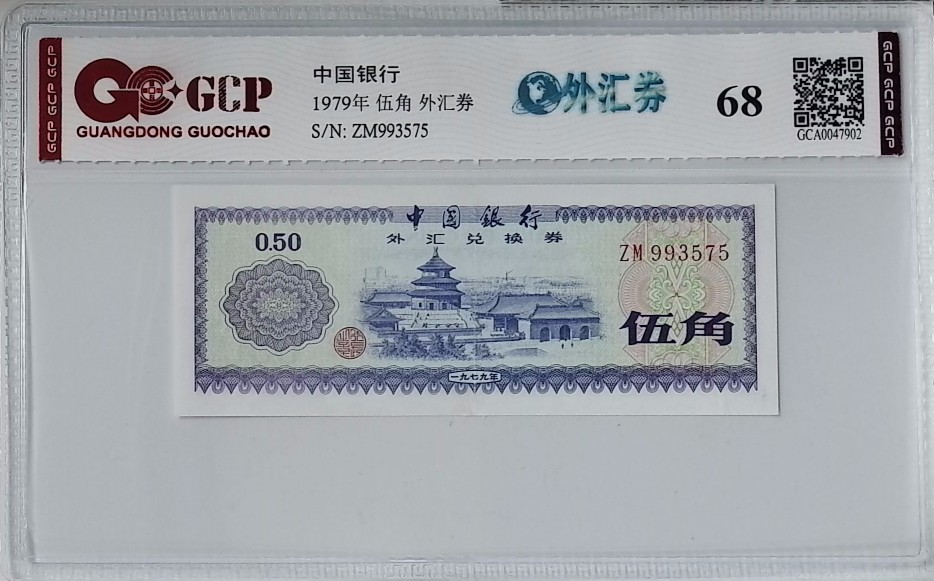 GCP GCP GCP
GCP
GUANGDONG GUOCHAO
中国银行
1979年 伍角 外汇券
S/N: ZM993575
外汇券
68
GCA0047902
GCP GCP GCP
中国銀行
外汇兑换券
0.50
ZM 993575
伍角
一九七九年